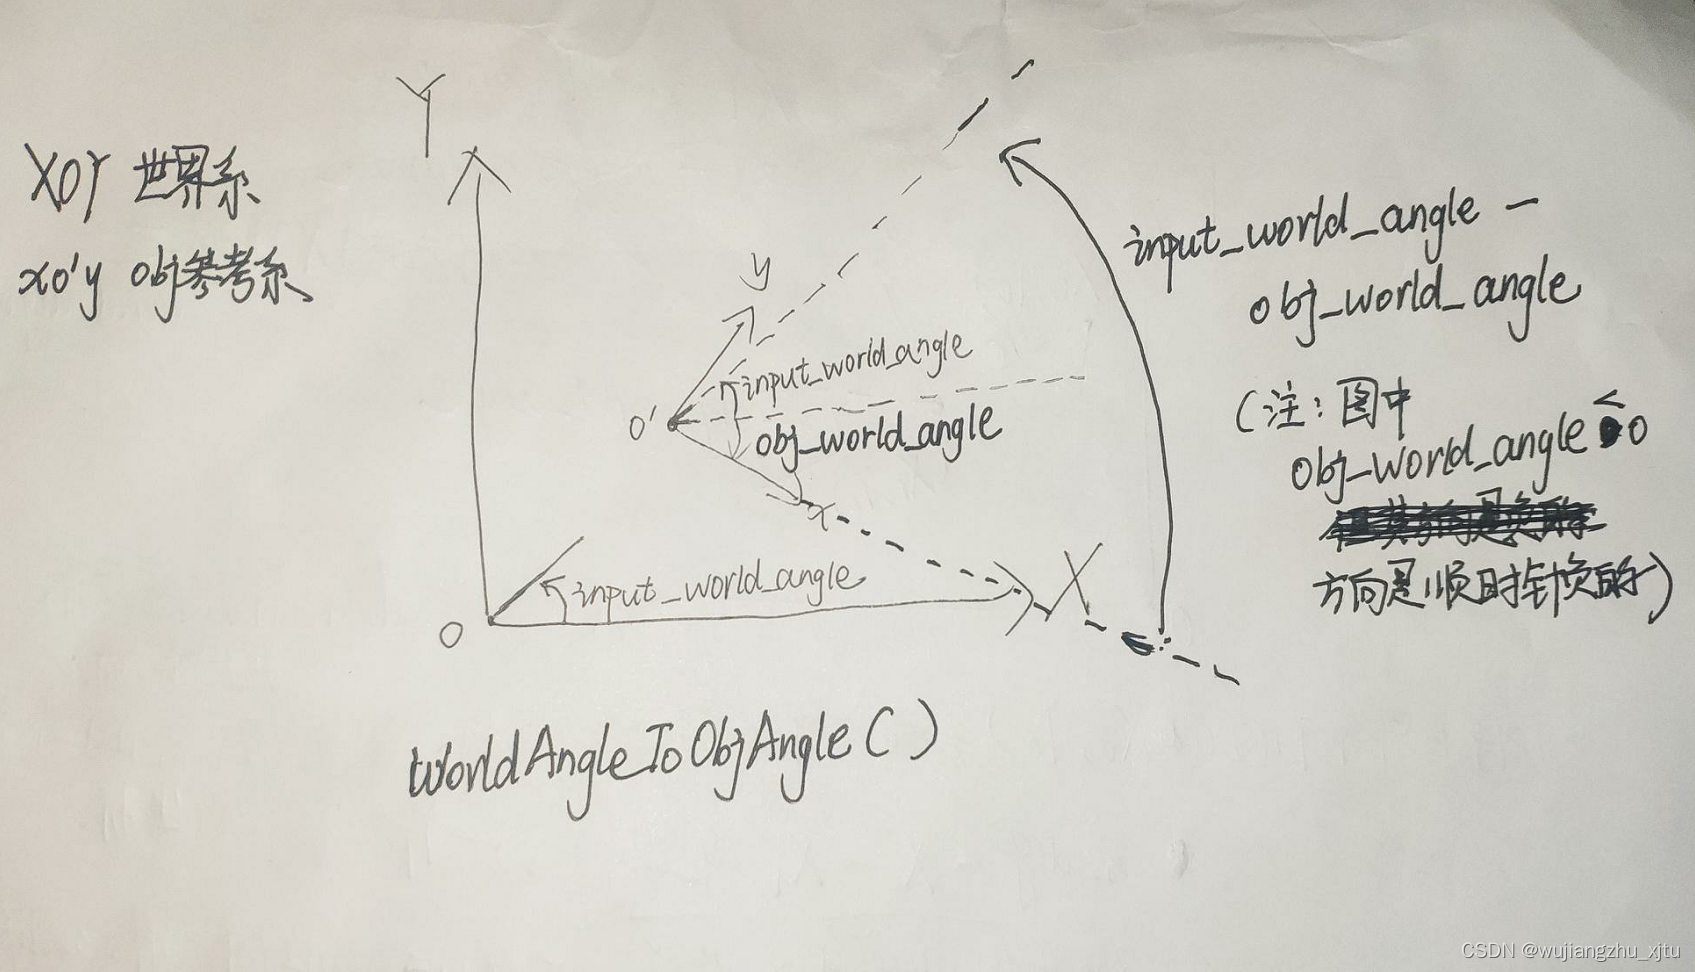 Y
XOY 世界系
xo'y obj参考系
input_world_angle -
obj_world_angle
y
input_world_angle
o'
obj_world_angle
x
(注：图中
obj_world_angle < 0
方向是顺时针负的)
input_world_angle
X
O
WorldAngleToObjAngle()
CSDN @wujiangzhu_xjtu